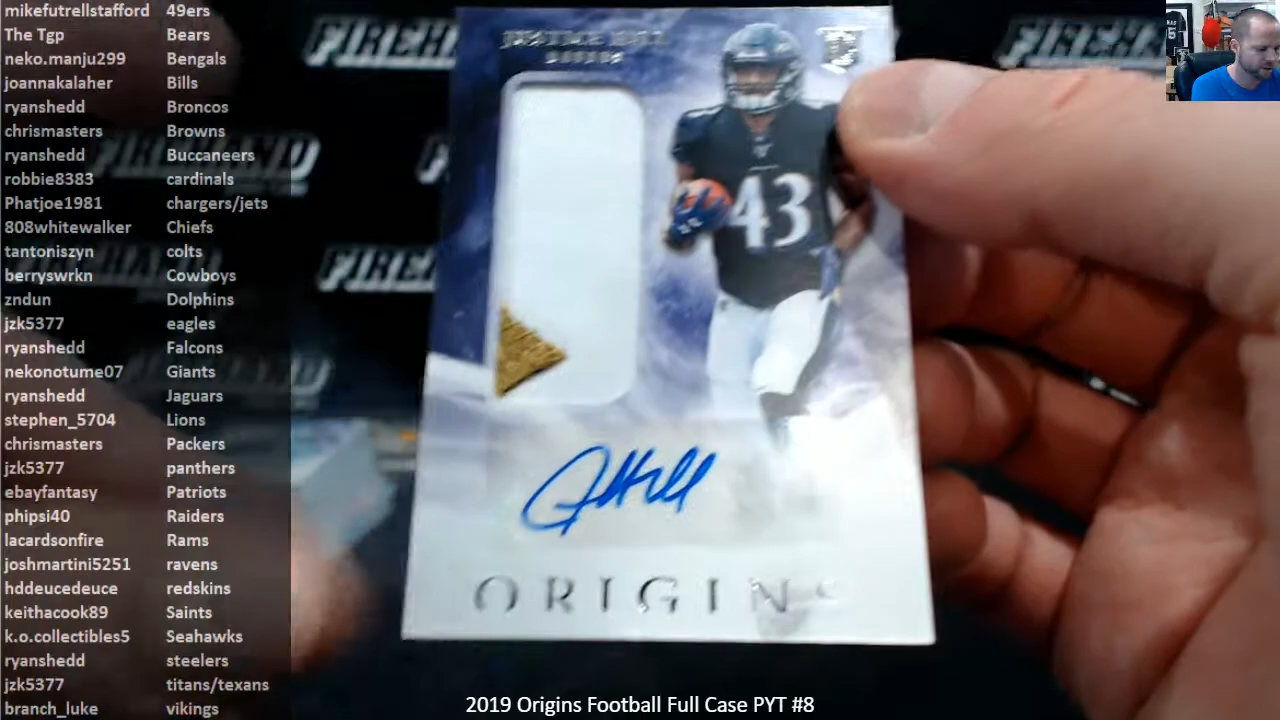 mikefutrellstafford 49ers
The Tgp Bears
neko.manju299 Bengals
joannakalaher Bills
ryanshedd Broncos
chrismasters Browns
ryanshedd Buccaneers
robbie8383 cardinals
Phatjoe1981 chargers/jets
808whitewalker Chiefs
tantoniszyn colts
berryswrkn Cowboys
zndun Dolphins
jzk5377 eagles
ryanshedd Falcons
nekonotume07 Giants
ryanshedd Jaguars
stephen_5704 Lions
chrismasters Packers
jzk5377 panthers
ebayfantasy Patriots
phipsi40 Raiders
lacardsonfire Rams
joshmartini5251 ravens
hddeucedeuce redskins
keithacook89 Saints
k.o.collectibles5 Seahawks
ryanshedd steelers
jzk5377 titans/texans
branch_luke vikings
JUSTICE HILL
43
ORIGINS
2019 Origins Football Full Case PYT #8